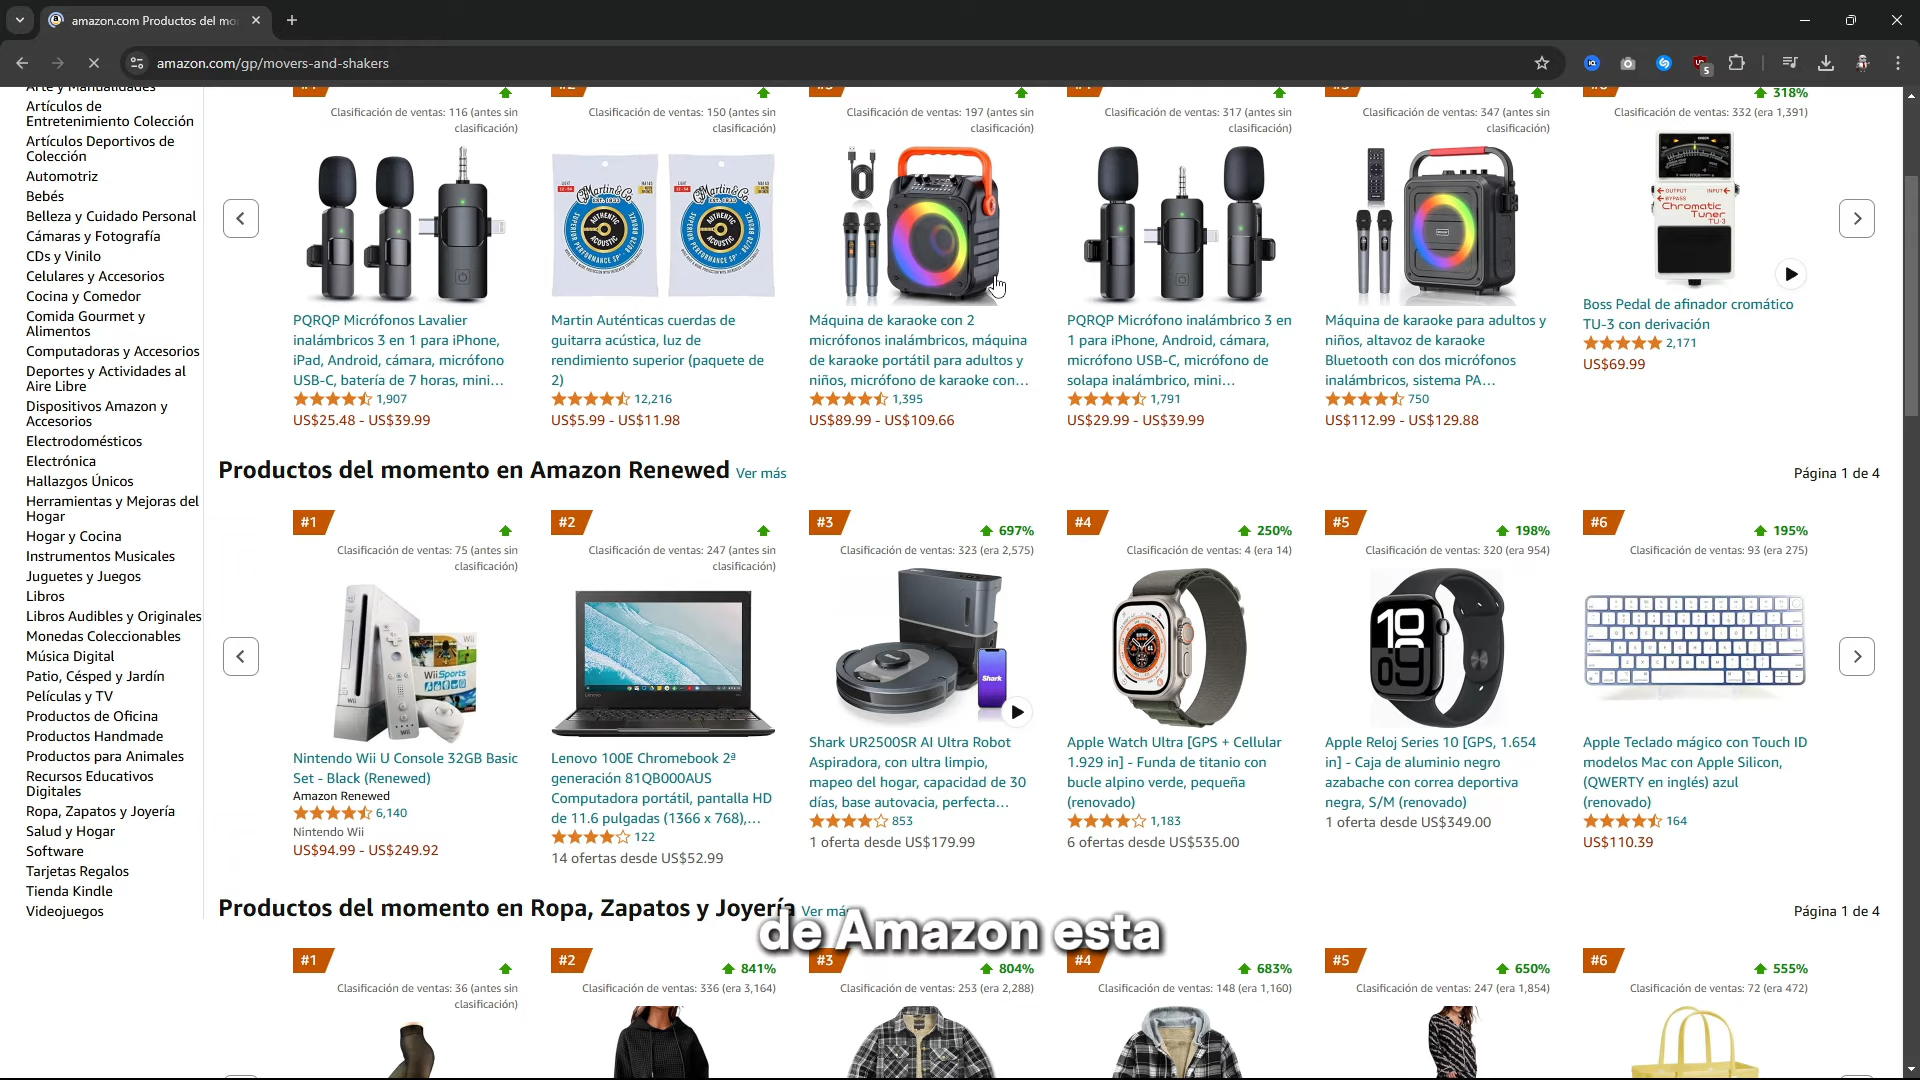 amazon.com Productos del mo
amazon.com/gp/movers-and-shakers
5
Arte y Manualidades
Artículos de
Entretenimiento Colección
Artículos Deportivos de
Colección
Automotriz
Bebés
Belleza y Cuidado Personal
Cámaras y Fotografía
CDs y Vinilo
Celulares y Accesorios
Cocina y Comedor
Comida Gourmet y
Alimentos
Computadoras y Accesorios
Deportes y Actividades al
Aire Libre
Dispositivos Amazon y
Accesorios
Electrodomésticos
Electrónica
Hallazgos Únicos
Herramientas y Mejoras del
Hogar
Hogar y Cocina
Instrumentos Musicales
Juguetes y Juegos
Libros
Libros Audibles y Originales
Monedas Coleccionables
Música Digital
Patio, Césped y Jardín
Películas y TV
Productos de Oficina
Productos Handmade
Productos para Animales
Recursos Educativos
Digitales
Ropa, Zapatos y Joyería
Salud y Hogar
Software
Tarjetas Regalos
Tienda Kindle
Videojuegos
Clasificación de ventas: 116 (antes sin
clasificación)
PQRQP Micrófonos Lavalier
inalámbricos 3 en 1 para iPhone,
iPad, Android, cámara, micrófono
USB-C, batería de 7 horas, mini...
1,907
US$25.48 - US$39.99
Clasificación de ventas: 150 (antes sin
clasificación)
Martin & Co
AUTHENTIC
ACOUSTIC
Martin & Co
AUTHENTIC
ACOUSTIC
Martin Auténticas cuerdas de
guitarra acústica, luz de
rendimiento superior (paquete de
2)
12,216
US$5.99 - US$11.98
Clasificación de ventas: 197 (antes sin
clasificación)
Máquina de karaoke con 2
micrófonos inalámbricos, máquina
de karaoke portátil para adultos y
niños, micrófono de karaoke con...
1,395
US$89.99 - US$109.66
Clasificación de ventas: 317 (antes sin
clasificación)
PQRQP Micrófono inalámbrico 3 en
1 para iPhone, Android, cámara,
micrófono USB-C, micrófono de
solapa inalámbrico, mini...
1,791
US$29.99 - US$39.99
Clasificación de ventas: 347 (antes sin
clasificación)
Máquina de karaoke para adultos y
niños, altavoz de karaoke
Bluetooth con dos micrófonos
inalámbricos, sistema PA...
750
US$112.99 - US$129.88
318%
Clasificación de ventas: 332 (era 1,391)
OUTPUT INPUT
BYPASS
Chromatic
Tuner
TU-3
Boss Pedal de afinador cromático
TU-3 con derivación
2,171
US$69.99
Productos del momento en Amazon Renewed Ver más
Página 1 de 4
#1
Clasificación de ventas: 75 (antes sin
clasificación)
Wii
Wii Sports
Wii
Nintendo Wii U Console 32GB Basic
Set - Black (Renewed)
Amazon Renewed
6,140
Nintendo Wii
US$94.99 - US$249.92
#2
Clasificación de ventas: 247 (antes sin
clasificación)
Lenovo 100E Chromebook 2ª
generación 81QB000AUS
Computadora portátil, pantalla HD
de 11.6 pulgadas (1366 x 768),...
122
14 ofertas desde US$52.99
#3
697%
Clasificación de ventas: 323 (era 2,575)
Shark
Shark UR2500SR AI Ultra Robot
Aspiradora, con ultra limpio,
mapeo del hogar, capacidad de 30
días, base autovacia, perfecta...
853
1 oferta desde US$179.99
#4
250%
Clasificación de ventas: 4 (era 14)
Apple Watch Ultra [GPS + Cellular
1.929 in] - Funda de titanio con
bucle alpino verde, pequeña
(renovado)
1,183
6 ofertas desde US$535.00
#5
198%
Clasificación de ventas: 320 (era 954)
10
09
Apple Reloj Series 10 [GPS, 1.654
in] - Caja de aluminio negro
azabache con correa deportiva
negra, S/M (renovado)
1 oferta desde US$349.00
#6
195%
Clasificación de ventas: 93 (era 275)
Apple Teclado mágico con Touch ID
modelos Mac con Apple Silicon,
(QWERTY en inglés) azul
(renovado)
164
US$110.39
Productos del momento en Ropa, Zapatos y Joyería Ver más
Página 1 de 4
de Amazon esta
#1
Clasificación de ventas: 36 (antes sin
clasificación)
#2
841%
Clasificación de ventas: 336 (era 3,164)
#3
804%
Clasificación de ventas: 253 (era 2,288)
#4
683%
Clasificación de ventas: 148 (era 1,160)
#5
650%
Clasificación de ventas: 247 (era 1,854)
#6
555%
Clasificación de ventas: 72 (era 472)